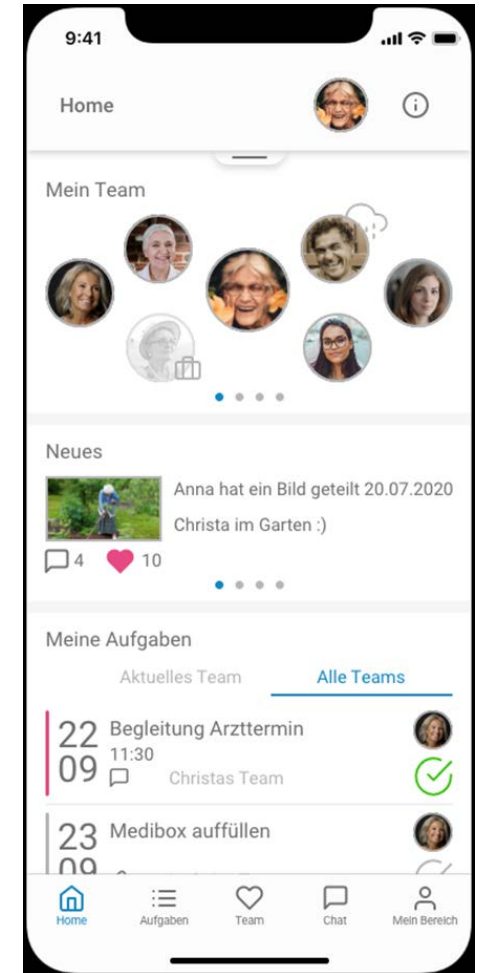 9:41
Home
Mein Team
Neues
Anna hat ein Bild geteilt 20.07.2020
Christa im Garten :)
4
10
Meine Aufgaben
Aktuelles Team
Alle Teams
22
Begleitung Arzttermin
11:30
09
Christas Team
23
Medibox auffüllen
09
Home
Aufgaben
Team
Chat
Mein Bereich